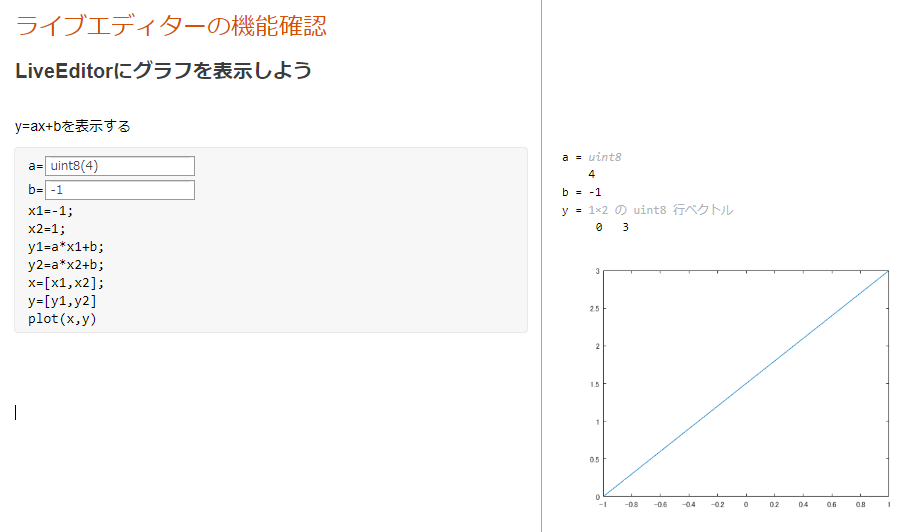 ライブエディターの機能確認
LiveEditorにグラフを表示しよう
y=ax+bを表示する
a= uint8(4)
b= -1
x1=-1;
x2=1;
y1=a*x1+b;
y2=a*x2+b;
x=[x1,x2];
y=[y1,y2]
plot(x,y)
a = uint8
4
b = -1
y = 1×2 の uint8 行ベクトル
0 3
3
2.5
2
1.5
1
0.5
0
-1 -0.8 -0.6 -0.4 -0.2 0 0.2 0.4 0.6 0.8 1